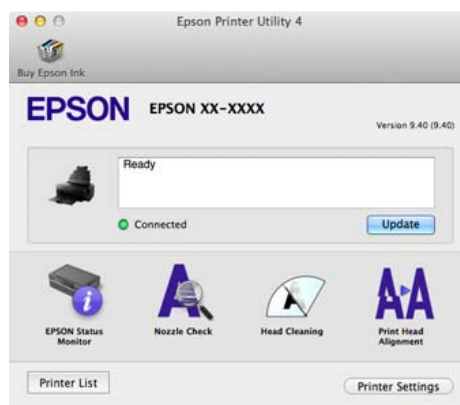 Epson Printer Utility 4
Buy Epson Ink
EPSON EPSON XX-XXXX
Version 9.40 (9.40)
Ready
Connected Update
EPSON Status
Monitor
Nozzle Check
Head Cleaning
Print Head
Alignment
Printer List Printer Settings